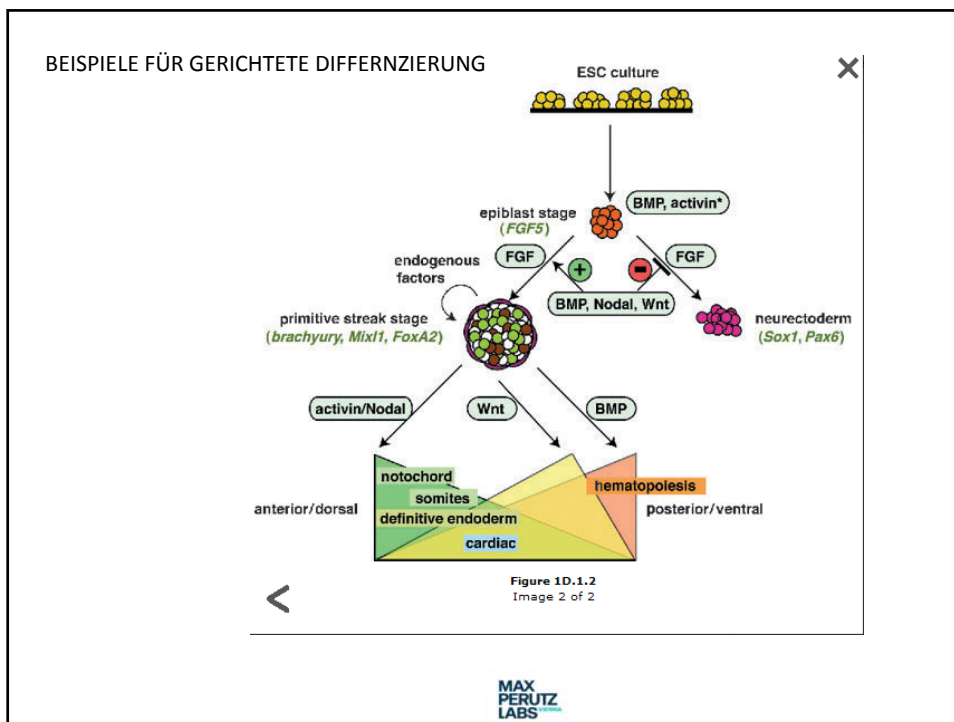 BEISPIELE FÜR GERICHTETE DIFFERNZIERUNG
ESC culture
BMP, activin*
epiblast stage
(FGF5)
FGF
FGF
endogenous
factors
BMP, Nodal, Wnt
primitive streak stage
(brachyury, Mixl1, FoxA2)
neurectoderm
(Sox1, Pax6)
activin/Nodal
Wnt
BMP
notochord
somites
definitive endoderm
cardiac
hematopoiesis
anterior/dorsal
posterior/ventral
Figure 1D.1.2
Image 2 of 2
MAX
PERUTZ
LABS VIENNA